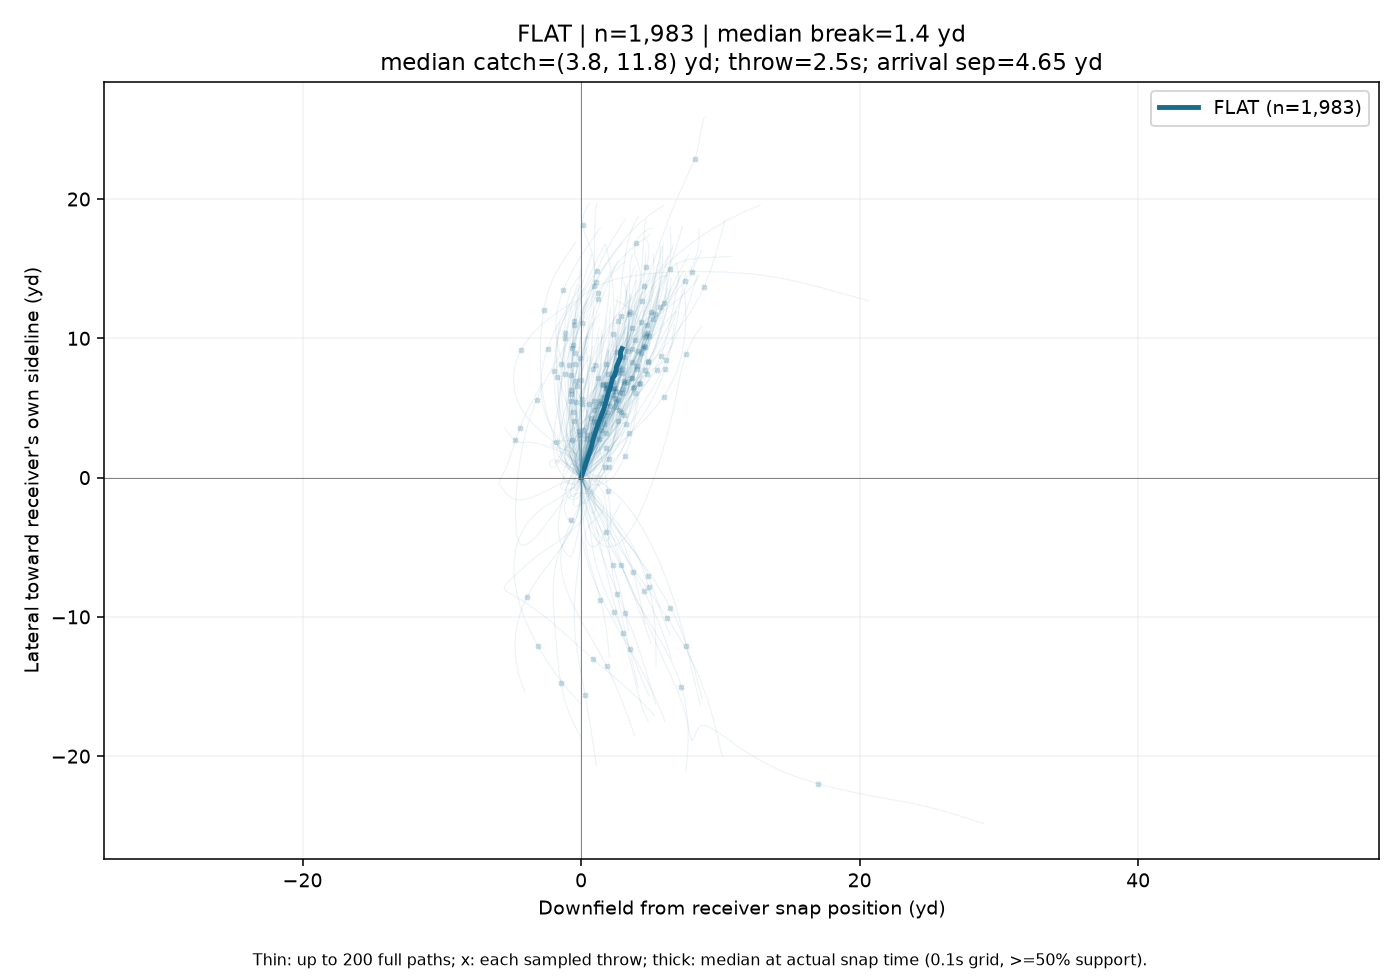 FLAT | n=1,983 | median break=1.4 yd
median catch=(3.8, 11.8) yd; throw=2.5s; arrival sep=4.65 yd
FLAT (n=1,983)
Lateral toward receiver's own sideline (yd)
20
10
0
−10
−20
−20
0
20
40
Downfield from receiver snap position (yd)
Thin: up to 200 full paths; x: each sampled throw; thick: median at actual snap time (0.1s grid, >=50% support).